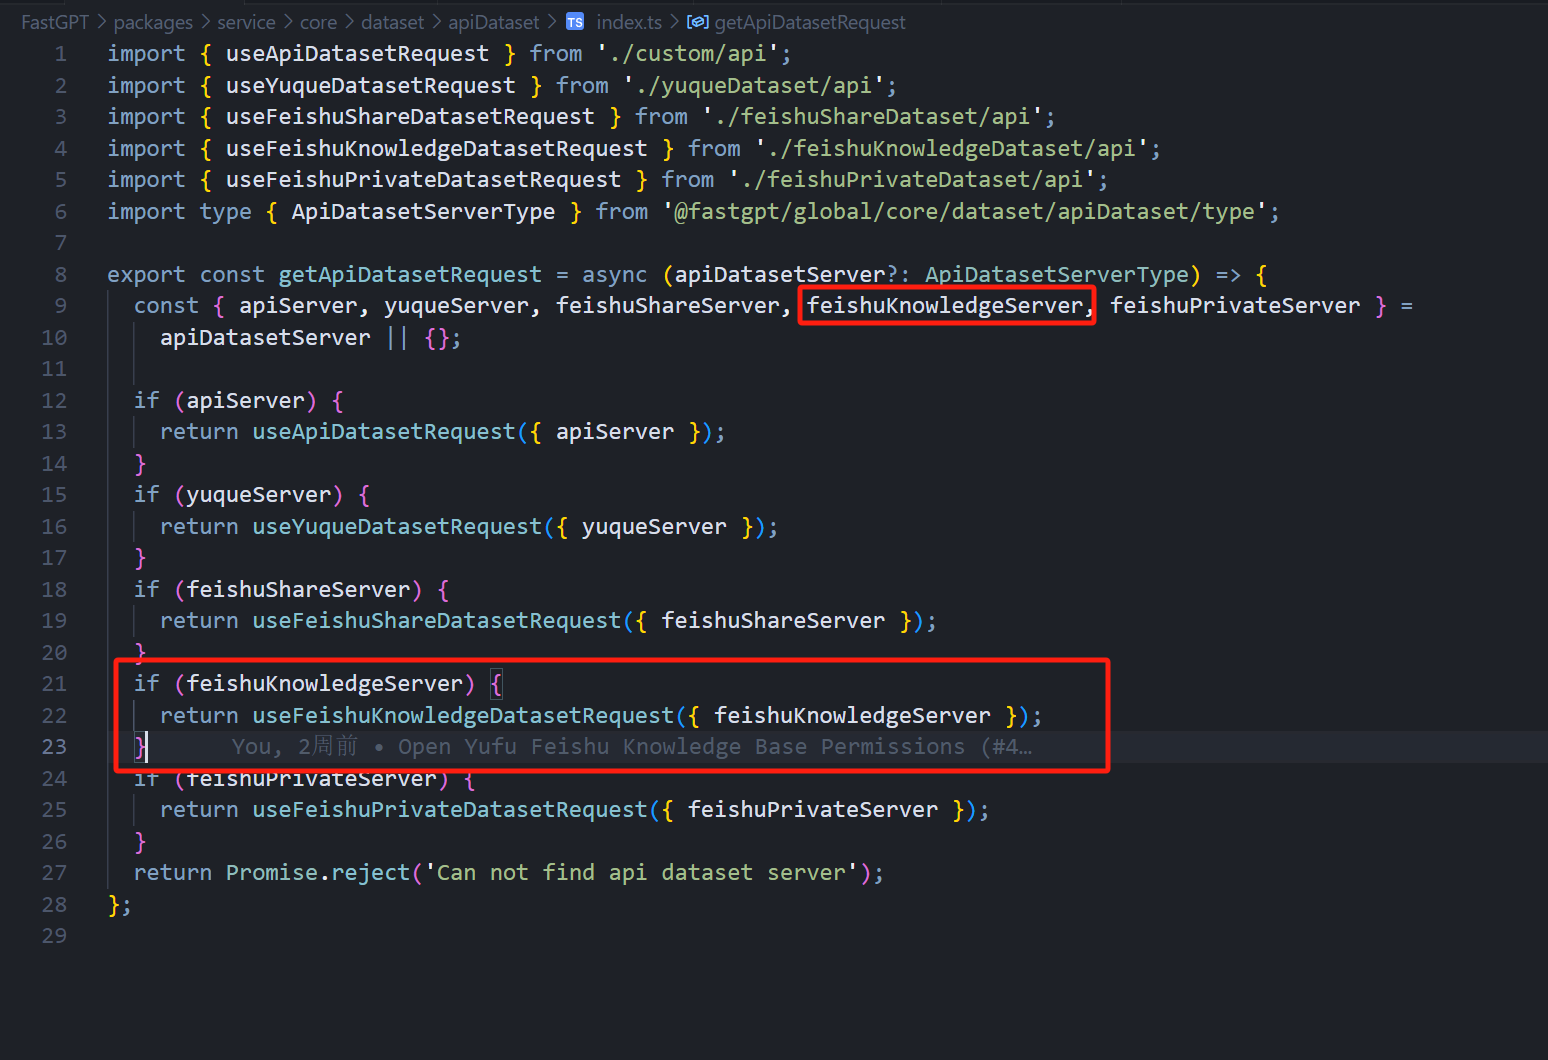 FastGPT > packages > service > core > dataset > apiDataset > TS index.ts > getApiDatasetRequest
1 import { useApiDatasetRequest } from './custom/api';
2 import { useYuqueDatasetRequest } from './yuqueDataset/api';
3 import { useFeishuShareDatasetRequest } from './feishuShareDataset/api';
4 import { useFeishuKnowledgeDatasetRequest } from './feishuKnowledgeDataset/api';
5 import { useFeishuPrivateDatasetRequest } from './feishuPrivateDataset/api';
6 import type { ApiDatasetServerType } from '@fastgpt/global/core/dataset/apiDataset/type';
7
8 export const getApiDatasetRequest = async (apiDatasetServer?: ApiDatasetServerType) => {
9 const { apiServer, yuqueServer, feishuShareServer, feishuKnowledgeServer, feishuPrivateServer } =
10 apiDatasetServer || {};
11
12 if (apiServer) {
13 return useApiDatasetRequest({ apiServer });
14 }
15 if (yuqueServer) {
16 return useYuqueDatasetRequest({ yuqueServer });
17 }
18 if (feishuShareServer) {
19 return useFeishuShareDatasetRequest({ feishuShareServer });
20 }
21 if (feishuKnowledgeServer) {
22 return useFeishuKnowledgeDatasetRequest({ feishuKnowledgeServer });
23 } You, 2周前 • Open Yufu Feishu Knowledge Base Permissions (#4…
24 if (feishuPrivateServer) {
25 return useFeishuPrivateDatasetRequest({ feishuPrivateServer });
26 }
27 return Promise.reject('Can not find api dataset server');
28 };
29